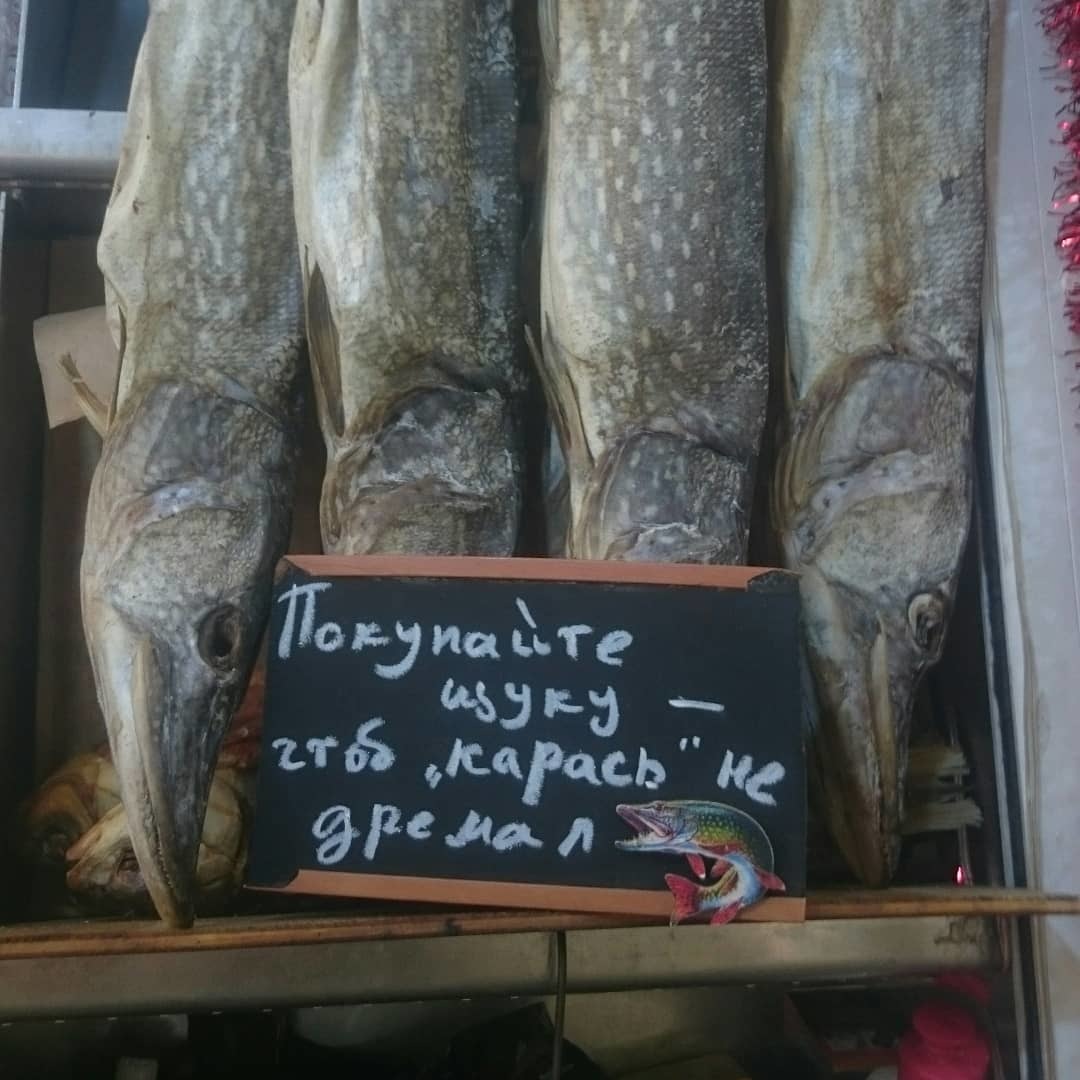 Покупайте
щуку —
чтоб „карась" не
дремал